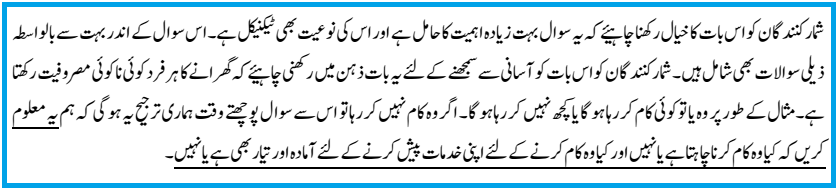 شمار کنندگان کو اس بات کا خیال رکھنا چاہیئے کہ یہ سوال بہت زیادہ اہمیت کا حامل ہے اور اس کی نوعیت بھی ٹیکنیکل ہے۔ اس سوال کے اندر بہت سے بالواسطہ
ذیلی سوالات بھی شامل ہیں۔ شمار کنندگان کو اس بات کو آسانی سے سمجھنے کے لئے یہ بات ذہن میں رکھنی چاہیئے کہ گھرانے کا ہر فرد کوئی نا کوئی مصروفیت رکھتا
ہے۔ مثال کے طور پر وہ یا تو کوئی کام کر رہا ہو گا یا کچھ نہیں کر رہا ہو گا۔ اگر وہ کام نہیں کر رہا تو اس سے سوال پوچھتے وقت ہماری ترجیح یہ ہو گی کہ ہم یہ معلوم
کریں کہ کیا وہ کام کرنا چاہتا ہے یا نہیں اور کیا وہ کام کرنے کے لئے اپنی خدمات پیش کرنے کے لئے آمادہ اور تیار بھی ہے یا نہیں۔